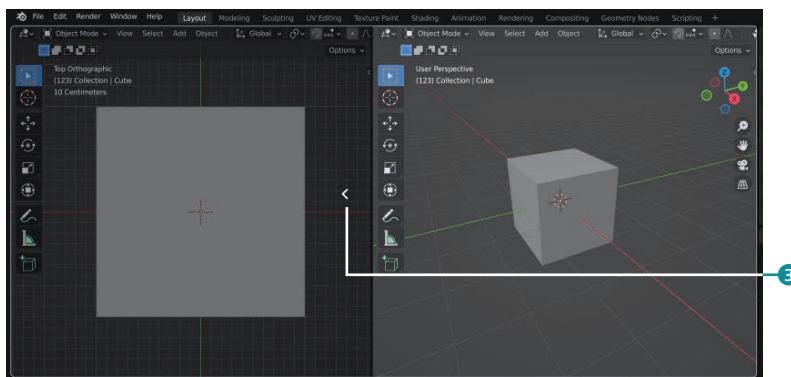 File Edit Render Window Help Layout Modeling Sculpting UV Editing Texture Paint Shading Animation Rendering Compositing Geometry Nodes Scripting +
Object Mode View Select Add Object Global
Options
Top Orthographic
(123) Collection | Cube
10 Centimeters
Object Mode View Select Add Object Global
Options
User Perspective
(123) Collection | Cube
Z
Y
X
3